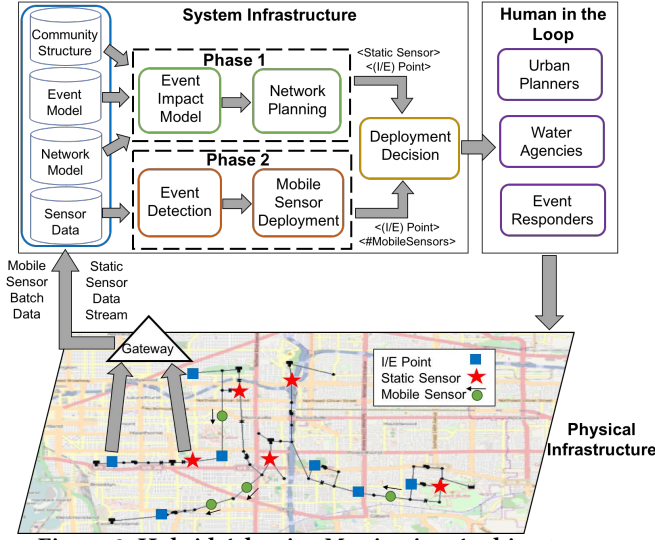 System Infrastructure
Human in the
Loop
Community
Structure
Event
Model
Network
Model
Sensor
Data
Phase 1
Event
Impact
Model
Network
Planning
Phase 2
Event
Detection
Mobile
Sensor
Deployment
<Static Sensor>
<(I/E) Point>
Deployment
Decision
<(I/E) Point>
<#MobileSensors>
Urban
Planners
Water
Agencies
Event
Responders
Mobile
Sensor
Batch
Data
Static
Sensor
Data
Stream
Gateway
I/E Point
Static Sensor
Mobile Sensor
Physical
Infrastructure